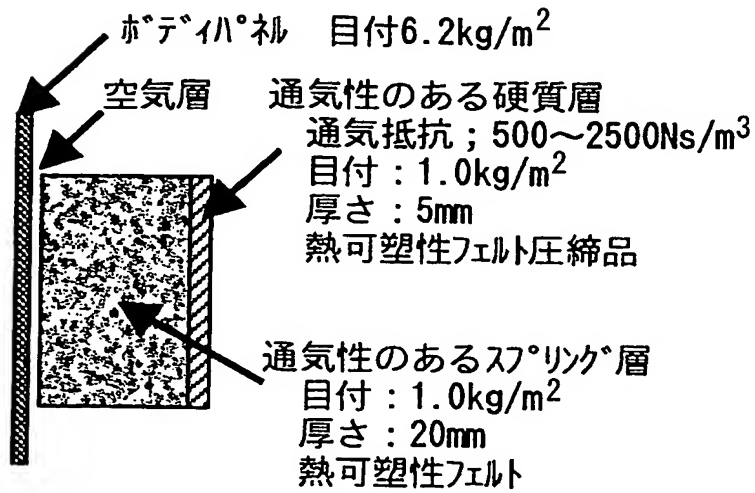 ﾎﾞﾃﾞｨﾊﾟﾈﾙ 目付6.2kg/m²
空気層 通気性のある硬質層
通気抵抗；500～2500Ns/m³
目付：1.0kg/m²
厚さ：5mm
熱可塑性ﾌｪﾙﾄ圧締品
通気性のあるｽﾌﾟﾘﾝｸﾞ層
目付：1.0kg/m²
厚さ：20mm
熱可塑性ﾌｪﾙﾄ